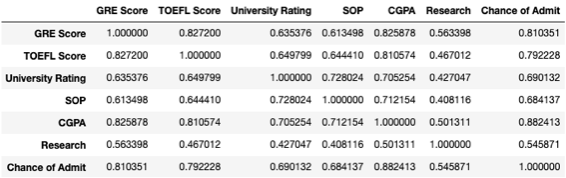 GRE Score TOEFL Score University Rating SOP CGPA Research Chance of Admit
GRE Score 1.000000 0.827200 0.635376 0.613498 0.825878 0.563398 0.810351
TOEFL Score 0.827200 1.000000 0.649799 0.644410 0.810574 0.467012 0.792228
University Rating 0.635376 0.649799 1.000000 0.728024 0.705254 0.427047 0.690132
SOP 0.613498 0.644410 0.728024 1.000000 0.712154 0.408116 0.684137
CGPA 0.825878 0.810574 0.705254 0.712154 1.000000 0.501311 0.882413
Research 0.563398 0.467012 0.427047 0.408116 0.501311 1.000000 0.545871
Chance of Admit 0.810351 0.792228 0.690132 0.684137 0.882413 0.545871 1.000000